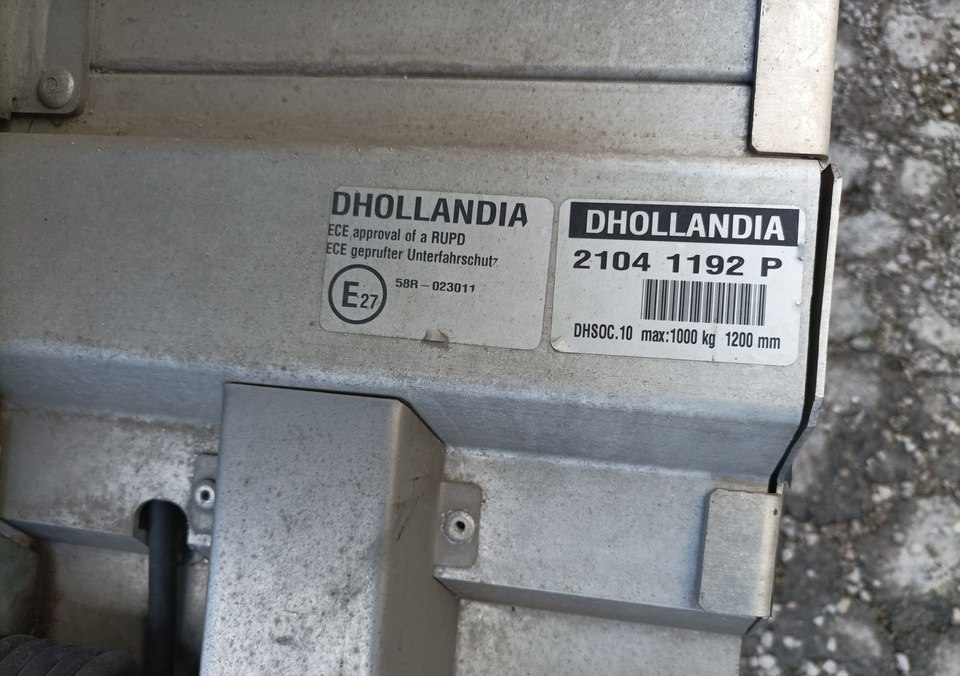 DHOLLANDIA
ECE approval of a RUPD
ECE geprufter Unterfahrschutz
E27
58R-023011
DHOLLANDIA
2104 1192 P
DHSOC.10 max:1000 kg 1200 mm